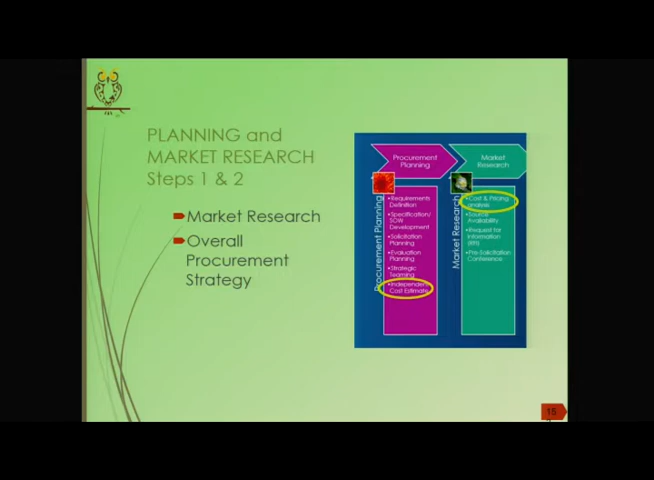 PLANNING and
MARKET RESEARCH
Steps 1 & 2
Market Research
Overall
Procurement
Strategy
Procurement
Planning
Market
Research
Procurement Planning
•Requirements
Definition
•Specification/
SOW
Development
•Solicitation
Planning
•Evaluation
Planning
•Strategic
Teaming
•Independent
Cost Estimate
Market Research
•Cost & Pricing
analysis
•Source
Availability
•Request for
Information
(RFI)
•Pre-Solicitation
Conference
15